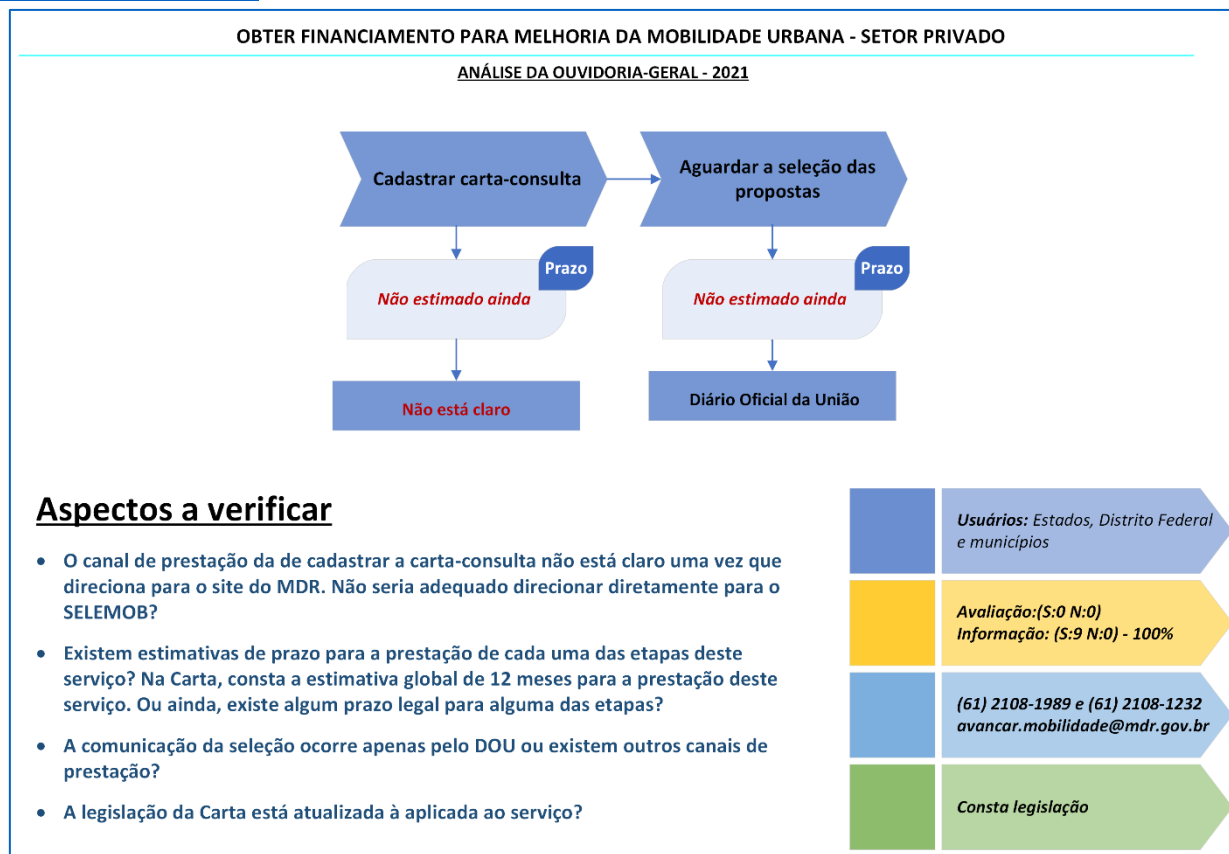 OBTER FINANCIAMENTO PARA MELHORIA DA MOBILIDADE URBANA - SETOR PRIVADO
ANÁLISE DA OUVIDORIA-GERAL - 2021
Cadastrar carta-consulta
Aguardar a seleção das
propostas
Prazo
Não estimado ainda
Prazo
Não estimado ainda
Não está claro
Diário Oficial da União
Aspectos a verificar
• O canal de prestação da de cadastrar a carta-consulta não está claro uma vez que
direciona para o site do MDR. Não seria adequado direcionar diretamente para o
SELEMOB?
• Existem estimativas de prazo para a prestação de cada uma das etapas deste
serviço? Na Carta, consta a estimativa global de 12 meses para a prestação deste
serviço. Ou ainda, existe algum prazo legal para alguma das etapas?
• A comunicação da seleção ocorre apenas pelo DOU ou existem outros canais de
prestação?
• A legislação da Carta está atualizada à aplicada ao serviço?
Usuários: Estados, Distrito Federal
e municípios
Avaliação:(S:0 N:0)
Informação: (S:9 N:0) - 100%
(61) 2108-1989 e (61) 2108-1232
avancar.mobilidade@mdr.gov.br
Consta legislação